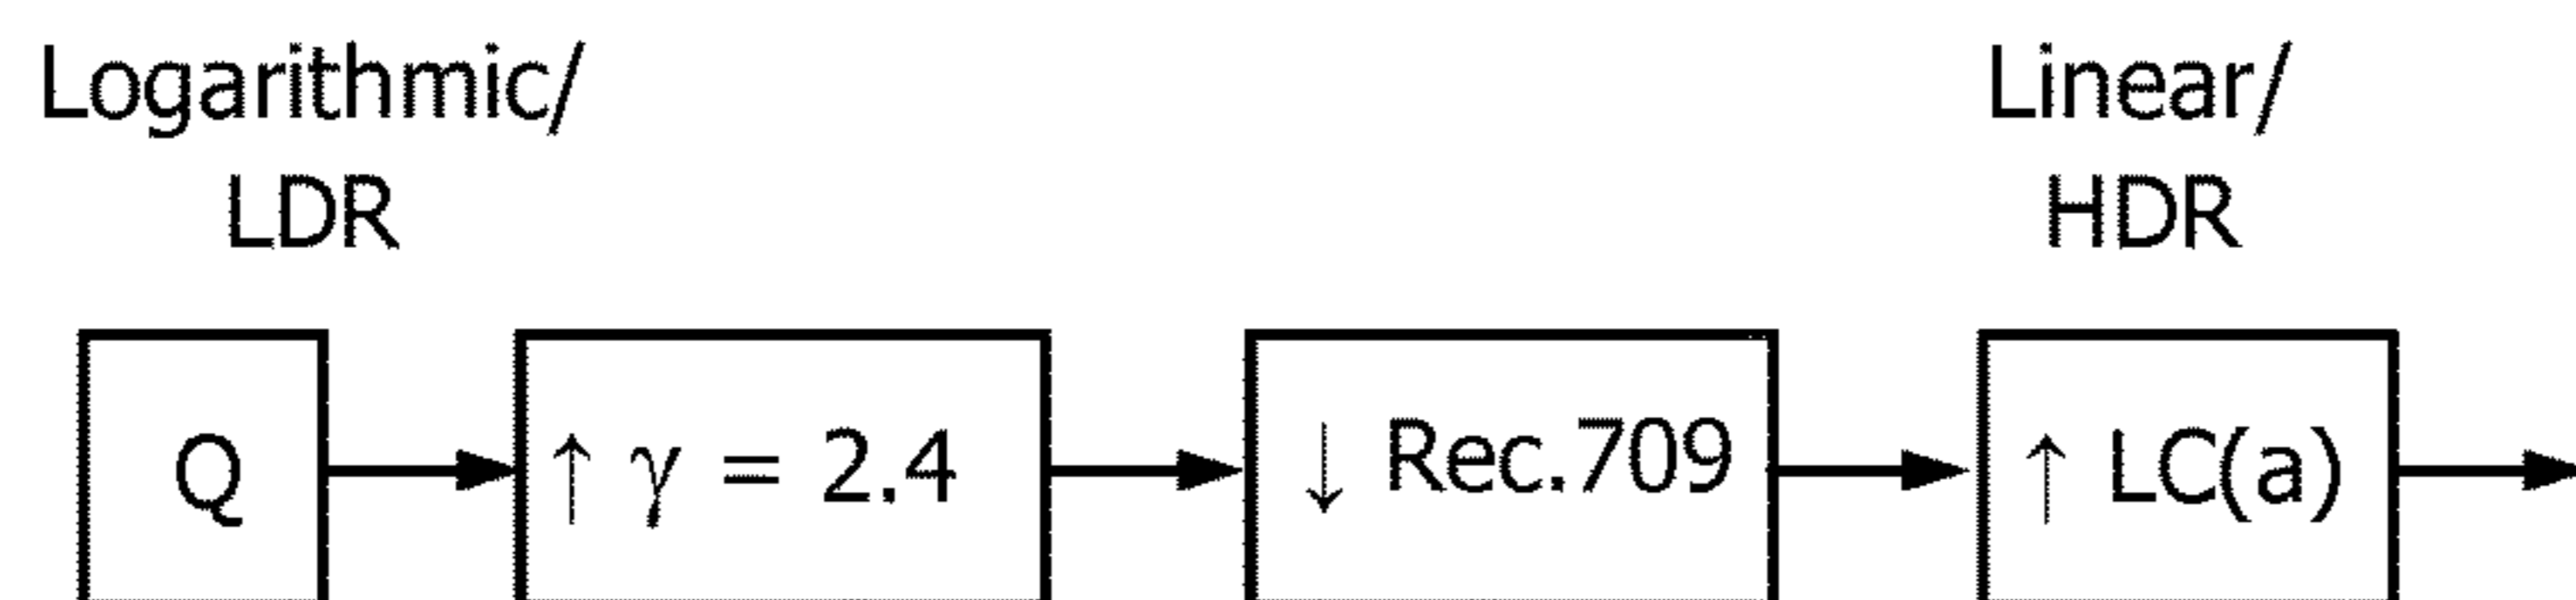 Logarithmic/
LDR
Linear/
HDR
Q
↑ γ = 2.4
↓ Rec.709
↑ LC(a)